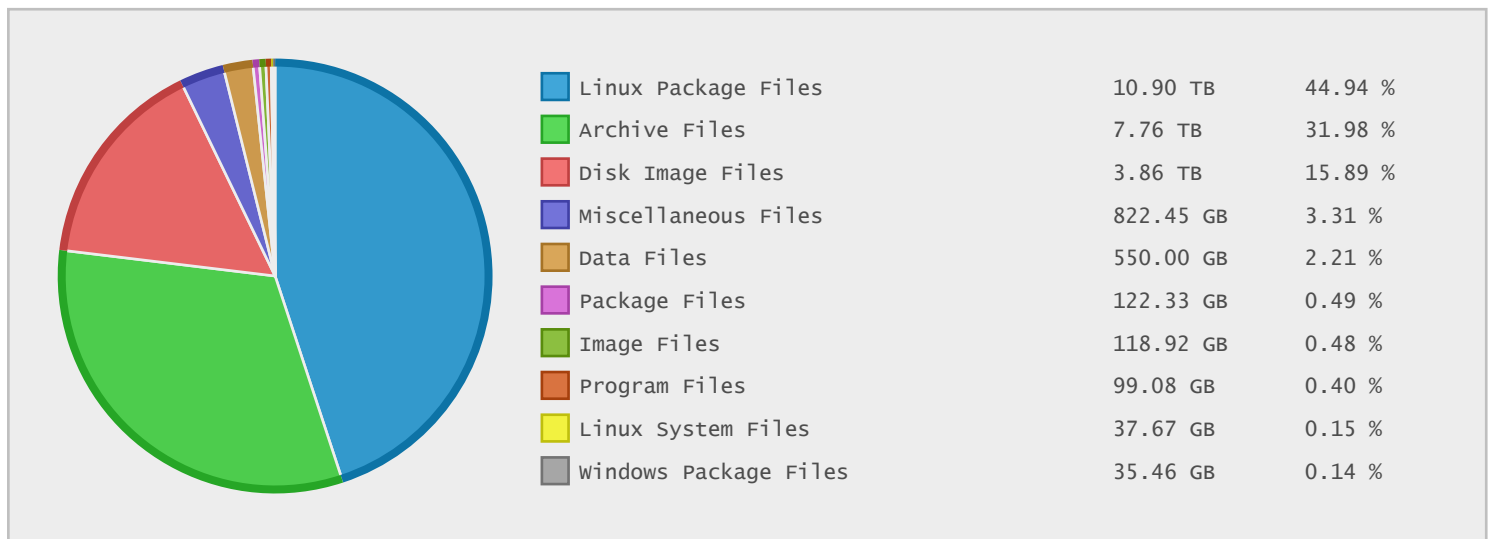 Linux Package Files 10.90 TB 44.94 %
Archive Files 7.76 TB 31.98 %
Disk Image Files 3.86 TB 15.89 %
Miscellaneous Files 822.45 GB 3.31 %
Data Files 550.00 GB 2.21 %
Package Files 122.33 GB 0.49 %
Image Files 118.92 GB 0.48 %
Program Files 99.08 GB 0.40 %
Linux System Files 37.67 GB 0.15 %
Windows Package Files 35.46 GB 0.14 %